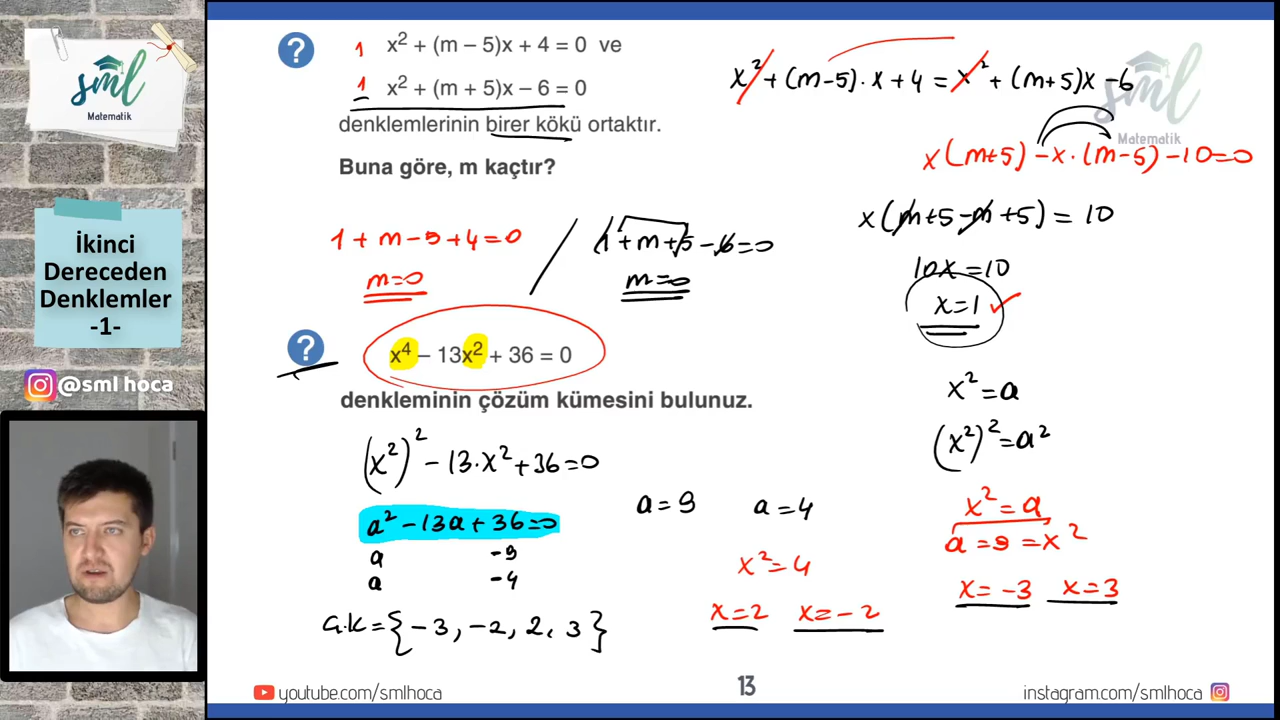 sml
Matematik
İkinci
Dereceden
Denklemler
-1-
@sml hoca
?
1 x² + (m − 5)x + 4 = 0 ve
1 x² + (m + 5)x − 6 = 0
denklemlerinin birer kökü ortaktır.
Buna göre, m kaçtır?
1 + m − 5 + 4 = 0
m = 0
1 + m + 5 − 6 = 0
m = 0
x² + (m−5)·x + 4 = x² + (m+5)x − 6
sml
Matematik
x(m+5) − x·(m−5) − 10 = 0
x(m+5−m+5) = 10
10x = 10
x = 1 ✓
?
x⁴ − 13x² + 36 = 0
denkleminin çözüm kümesini bulunuz.
(x²)² − 13·x² + 36 = 0
a² − 13a + 36 = 0
a −9
a −4
Ç.K = {−3, −2, 2, 3}
a = 9 a = 4
x² = 4
x = 2 x = −2
x² = a
(x²)² = a²
x² = a
a = 9 = x²
x = −3 x = 3
youtube.com/smlhoca
13
instagram.com/smlhoca